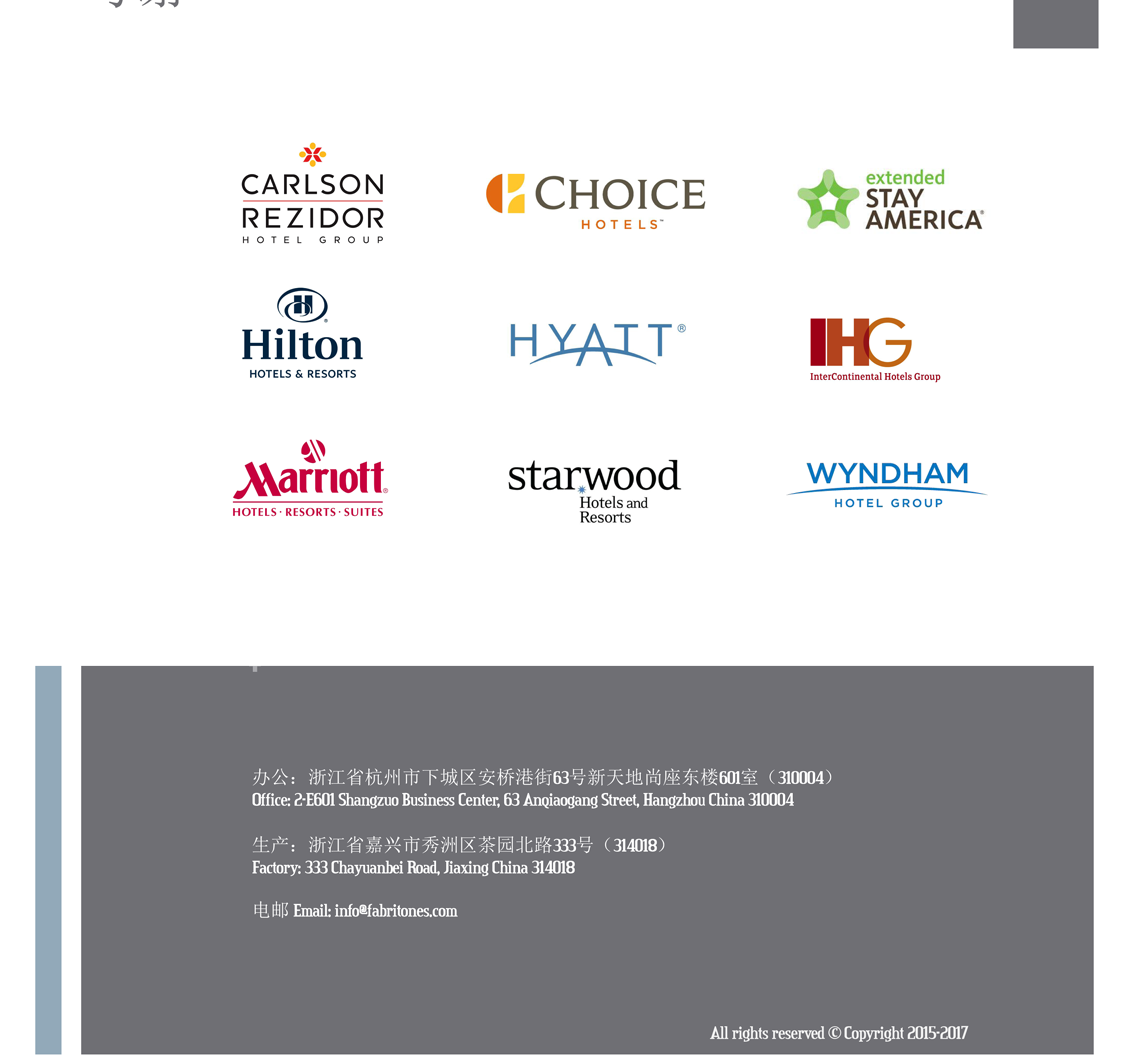 CARLSON
REZIDOR
HOTEL GROUP
CHOICE
HOTELS™
extended
STAY
AMERICA®
Hilton
HOTELS & RESORTS
HYATT®
IHG
InterContinental Hotels Group
Marriott®
HOTELS · RESORTS · SUITES
starwood
Hotels and
Resorts
WYNDHAM
HOTEL GROUP
办公：浙江省杭州市下城区安桥港街63号新天地尚座东楼601室（310004）
Office: 2-E601 Shangzuo Business Center, 63 Anqiaogang Street, Hangzhou China 310004
生产：浙江省嘉兴市秀洲区茶园北路333号（314018）
Factory: 333 Chayuanbei Road, Jiaxing China 314018
电邮 Email: info@fabritones.com
All rights reserved © Copyright 2015-2017